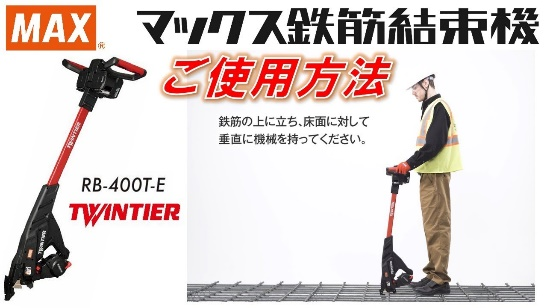 MAX®
マックス鉄筋結束機
ご使用方法
鉄筋の上に立ち、床面に対して
垂直に機械を持ってください。
TWINTIER
RB-400T-E
TWINTIER